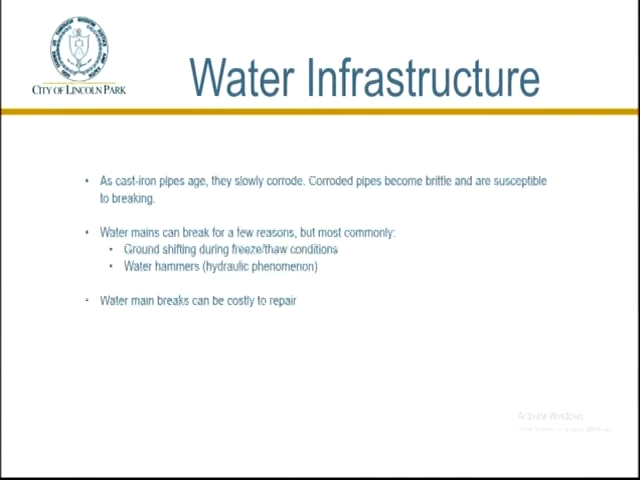 CITY OF LINCOLN PARK
Water Infrastructure
• As cast-iron pipes age, they slowly corrode. Corroded pipes become brittle and are susceptible
to breaking.
• Water mains can break for a few reasons, but most commonly:
• Ground shifting during freeze/thaw conditions
• Water hammers (hydraulic phenomenon)
• Water main breaks can be costly to repair
Activate Windows